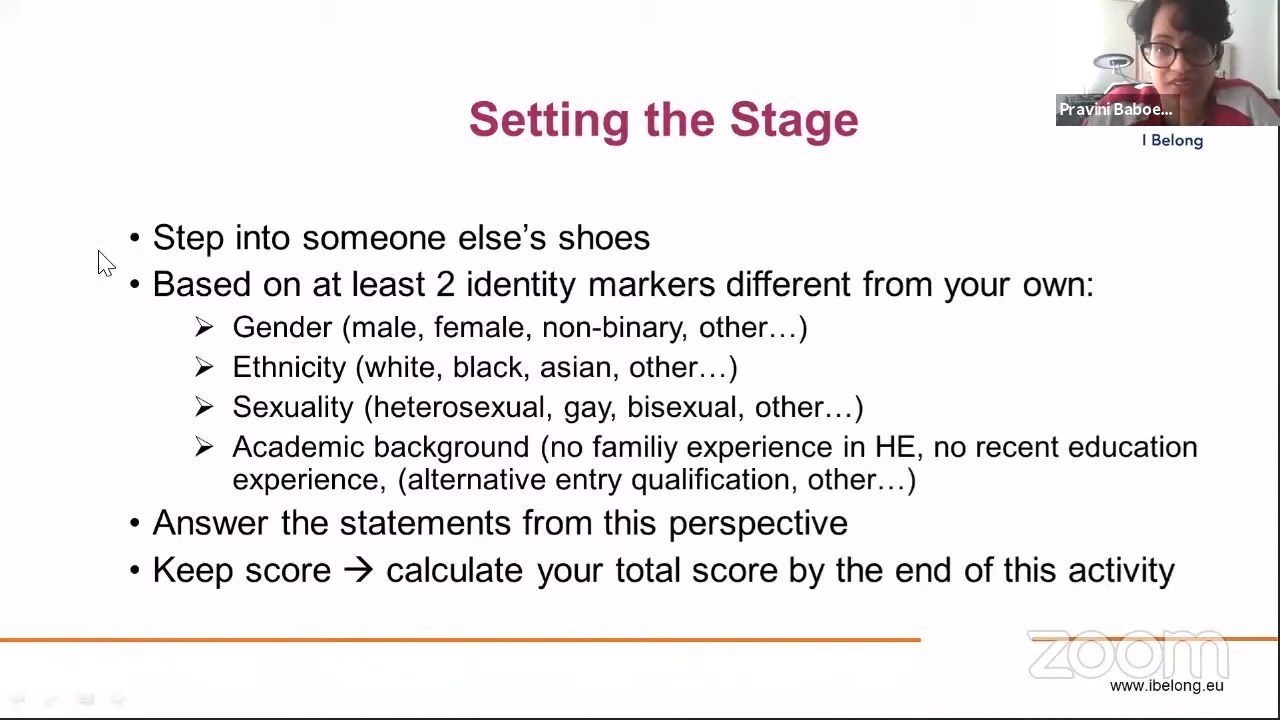 Setting the Stage
Pravini Baboe...
I Belong
• Step into someone else’s shoes
• Based on at least 2 identity markers different from your own:
➢ Gender (male, female, non-binary, other…)
➢ Ethnicity (white, black, asian, other…)
➢ Sexuality (heterosexual, gay, bisexual, other…)
➢ Academic background (no familiy experience in HE, no recent education
experience, (alternative entry qualification, other…)
• Answer the statements from this perspective
• Keep score → calculate your total score by the end of this activity
zoom
www.ibelong.eu